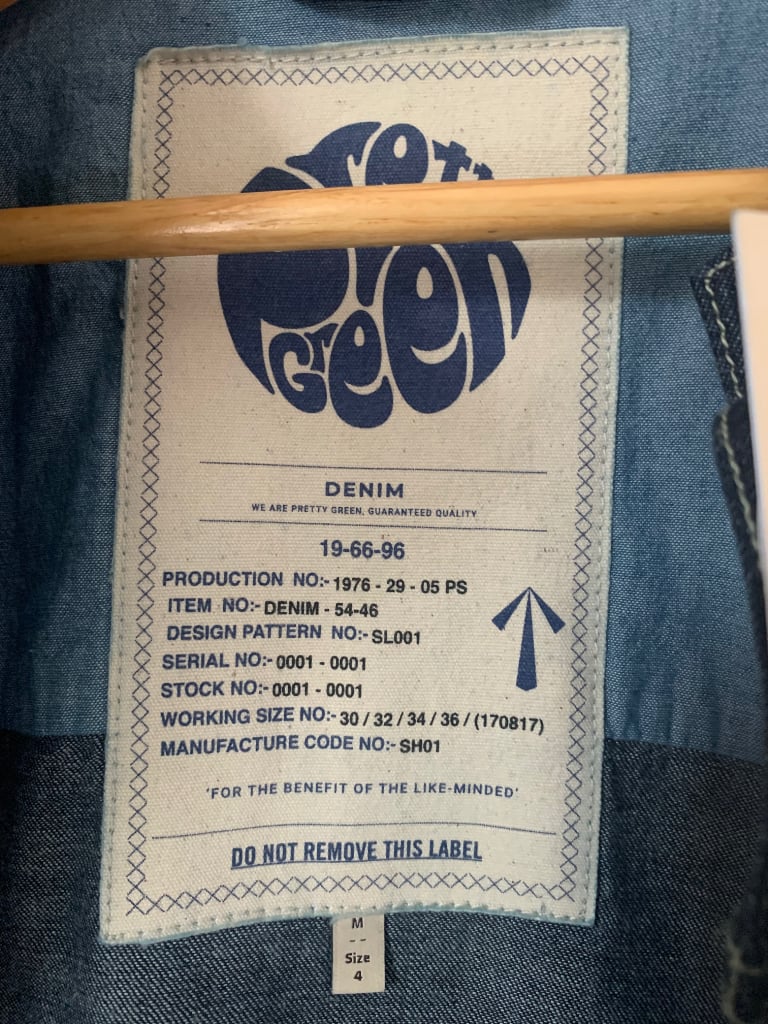 Pretty
Green
DENIM
WE ARE PRETTY GREEN, GUARANTEED QUALITY
19-66-96
PRODUCTION NO:- 1976 - 29 - 05 PS
ITEM NO:- DENIM - 54-46
DESIGN PATTERN NO:- SL001
SERIAL NO:- 0001 - 0001
STOCK NO:- 0001 - 0001
WORKING SIZE NO:- 30 / 32 / 34 / 36 / (170817)
MANUFACTURE CODE NO:- SH01
'FOR THE BENEFIT OF THE LIKE-MINDED'
DO NOT REMOVE THIS LABEL
M
--
Size
4